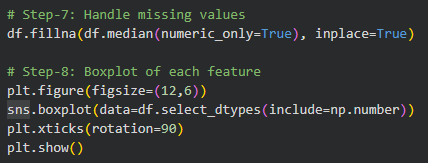 # Step-7: Handle missing values
df.fillna(df.median(numeric_only=True), inplace=True)
# Step-8: Boxplot of each feature
plt.figure(figsize=(12,6))
sns.boxplot(data=df.select_dtypes(include=np.number))
plt.xticks(rotation=90)
plt.show()